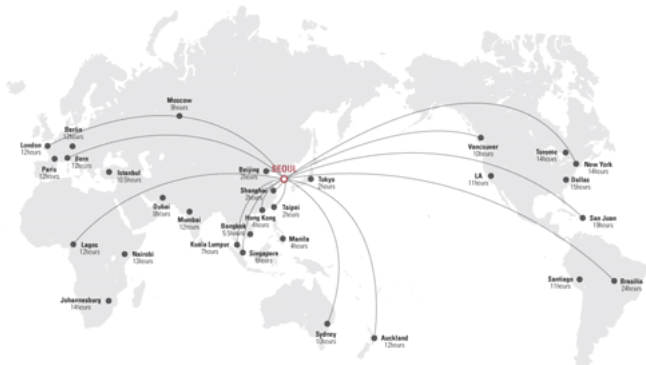 Moscow
9hours
Berlin
12hours
London
12hours
Paris
12hours
Bern
12hours
Istanbul
10.5hours
Beijing
2hours
SEOUL
Tokyo
2hours
Shanghai
2hours
Taipei
2hours
Hong Kong
4hours
Dubai
8hours
Mumbai
12hours
Bangkok
5.5hours
Kuala Lumpur
7hours
Singapore
6hours
Manila
4hours
Lagos
12hours
Nairobi
13hours
Johannesburg
14hours
Sydney
10hours
Auckland
12hours
Vancouver
10hours
LA
11hours
Toronto
14hours
New York
14hours
Dallas
15hours
San Juan
19hours
Santiago
11hours
Brasilia
24hours